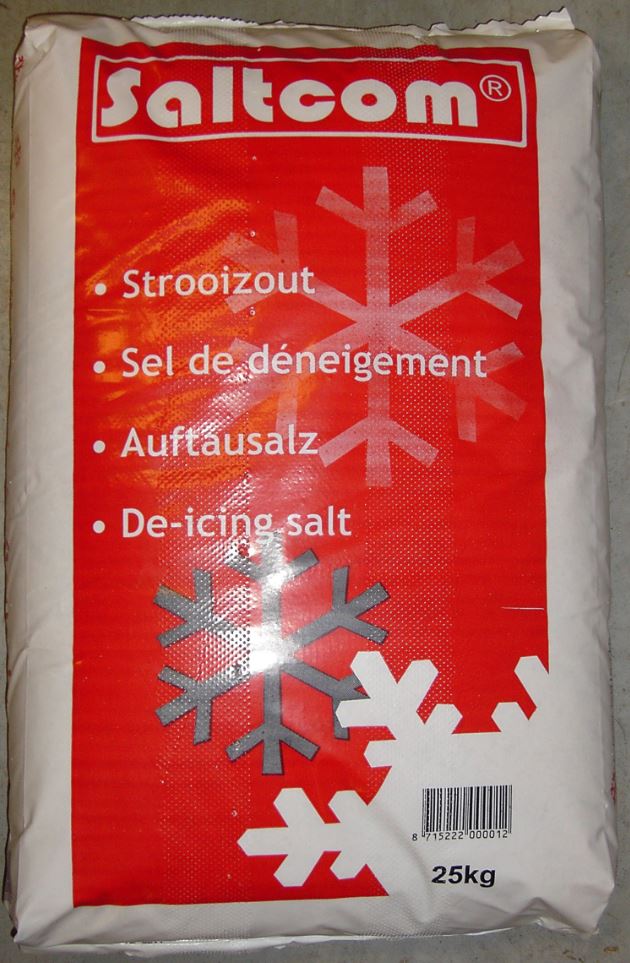 Saltcom®
• Strooizout
• Sel de déneigement
• Auftausalz
• De-icing salt
8 715222 000012
25kg